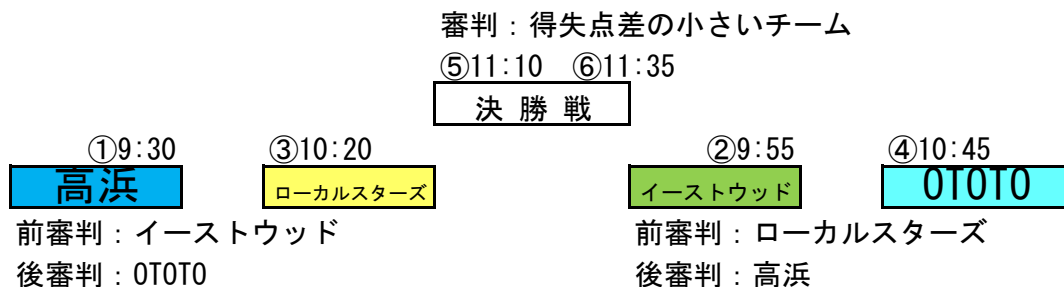 審判：得失点差の小さいチーム
⑤11:10 ⑥11:35
決 勝 戦
①9:30 ③10:20 ②9:55 ④10:45
高浜 ローカルスターズ イーストウッド OTOTO
前審判：イーストウッド 前審判：ローカルスターズ
後審判：OTOTO 後審判：高浜